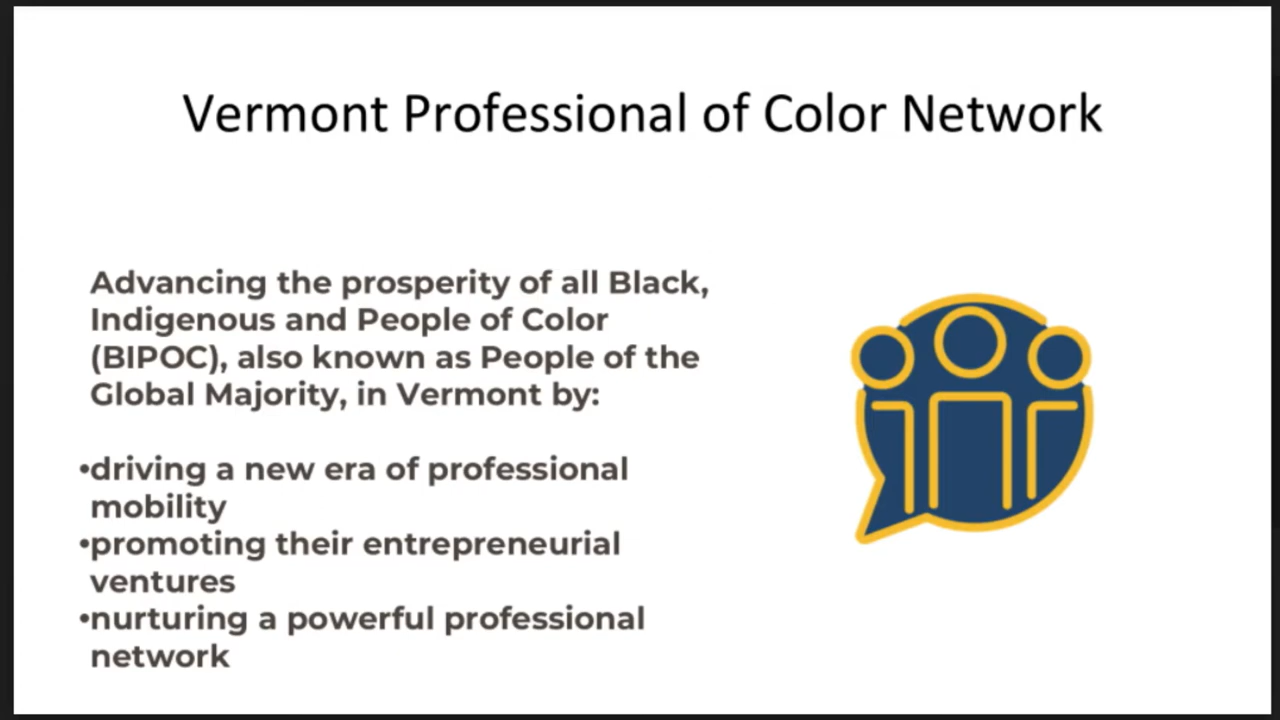 Vermont Professional of Color Network
Advancing the prosperity of all Black,
Indigenous and People of Color
(BIPOC), also known as People of the
Global Majority, in Vermont by:
•driving a new era of professional
mobility
•promoting their entrepreneurial
ventures
•nurturing a powerful professional
network